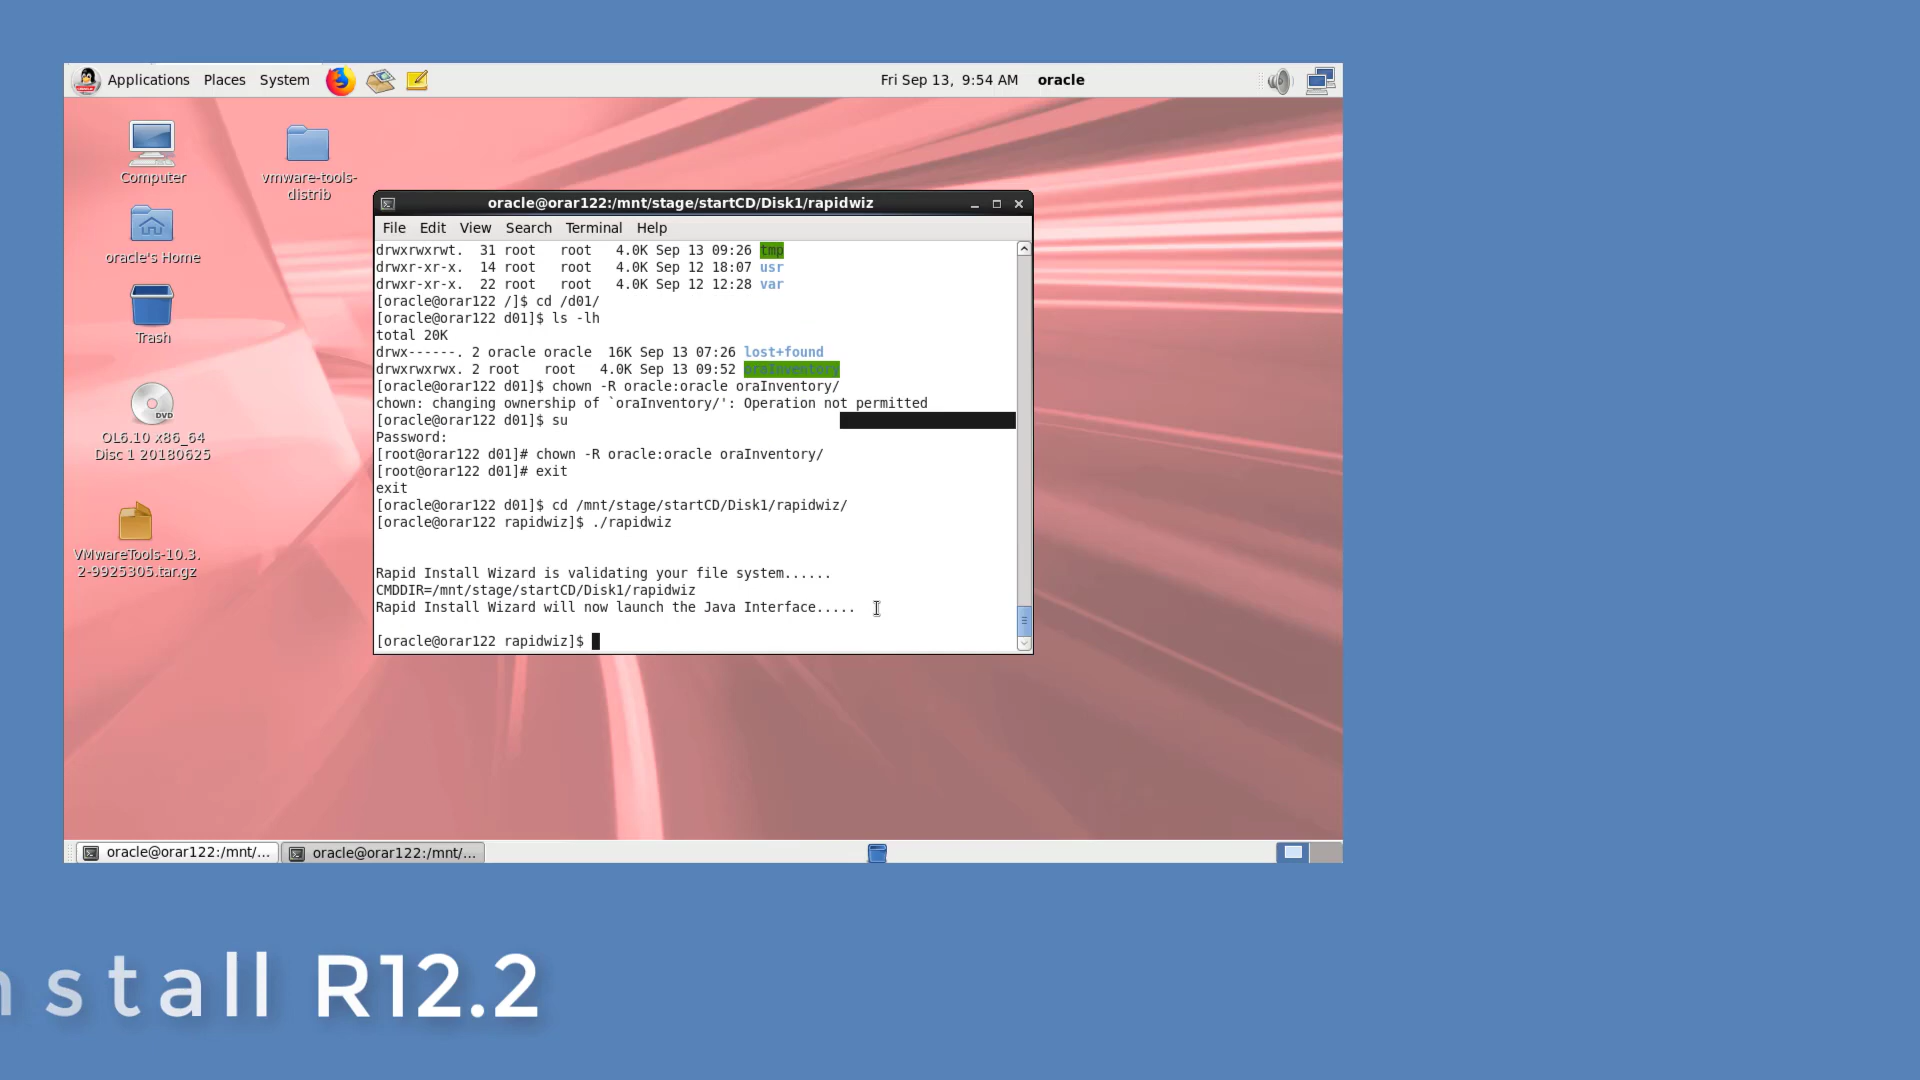 Applications Places System Fri Sep 13, 9:54 AM oracle
Computer
vmware-tools-
distrib
oracle's Home
Trash
DVD
OL6.10 x86_64
Disc 1 20180625
VMwareTools-10.3.
2-9925305.tar.gz
oracle@orar122:/mnt/stage/startCD/Disk1/rapidwiz
File Edit View Search Terminal Help
drwxrwxrwt. 31 root root 4.0K Sep 13 09:26 tmp
drwxr-xr-x. 14 root root 4.0K Sep 12 18:07 usr
drwxr-xr-x. 22 root root 4.0K Sep 12 12:28 var
[oracle@orar122 /]$ cd /d01/
[oracle@orar122 d01]$ ls -lh
total 20K
drwx------. 2 oracle oracle 16K Sep 13 07:26 lost+found
drwxrwxrwx. 2 root root 4.0K Sep 13 09:52 oraInventory
[oracle@orar122 d01]$ chown -R oracle:oracle oraInventory/
chown: changing ownership of `oraInventory/': Operation not permitted
[oracle@orar122 d01]$ su
Password:
[root@orar122 d01]# chown -R oracle:oracle oraInventory/
[root@orar122 d01]# exit
exit
[oracle@orar122 d01]$ cd /mnt/stage/startCD/Disk1/rapidwiz/
[oracle@orar122 rapidwiz]$ ./rapidwiz
Rapid Install Wizard is validating your file system......
CMDDIR=/mnt/stage/startCD/Disk1/rapidwiz
Rapid Install Wizard will now launch the Java Interface.....
[oracle@orar122 rapidwiz]$
oracle@orar122:/mnt/... oracle@orar122:/mnt/...
nstall R12.2